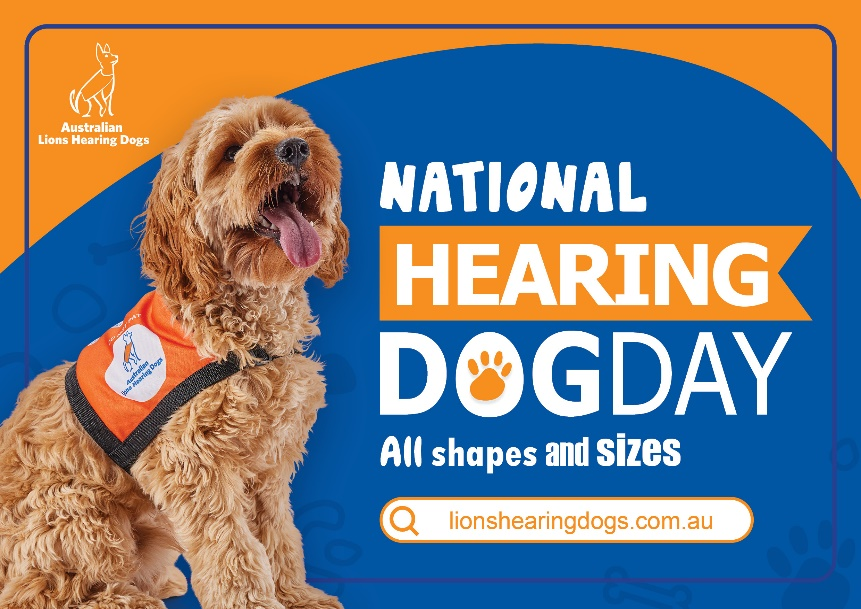 Australian
Lions Hearing Dogs
NATIONAL
HEARING
DOGDAY
All shapes and sizes
lionshearingdogs.com.au
Australian
Lions Hearing Dogs